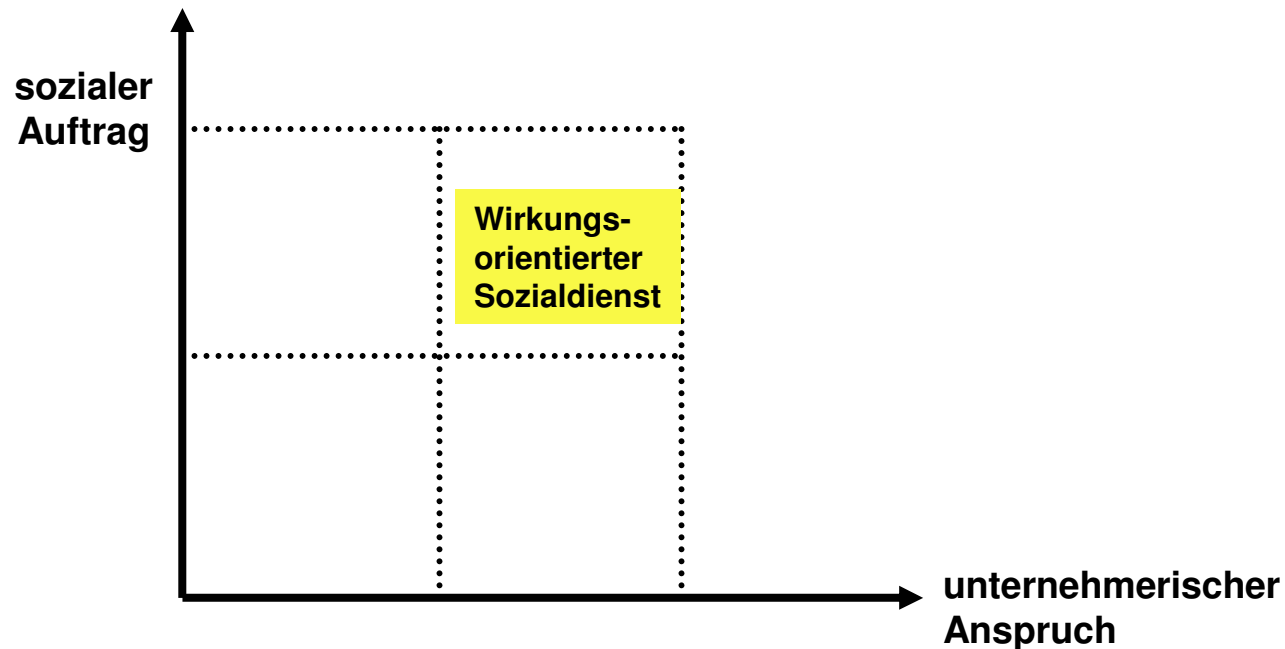 sozialer
Auftrag
Wirkungs-
orientierter
Sozialdienst
unternehmerischer
Anspruch